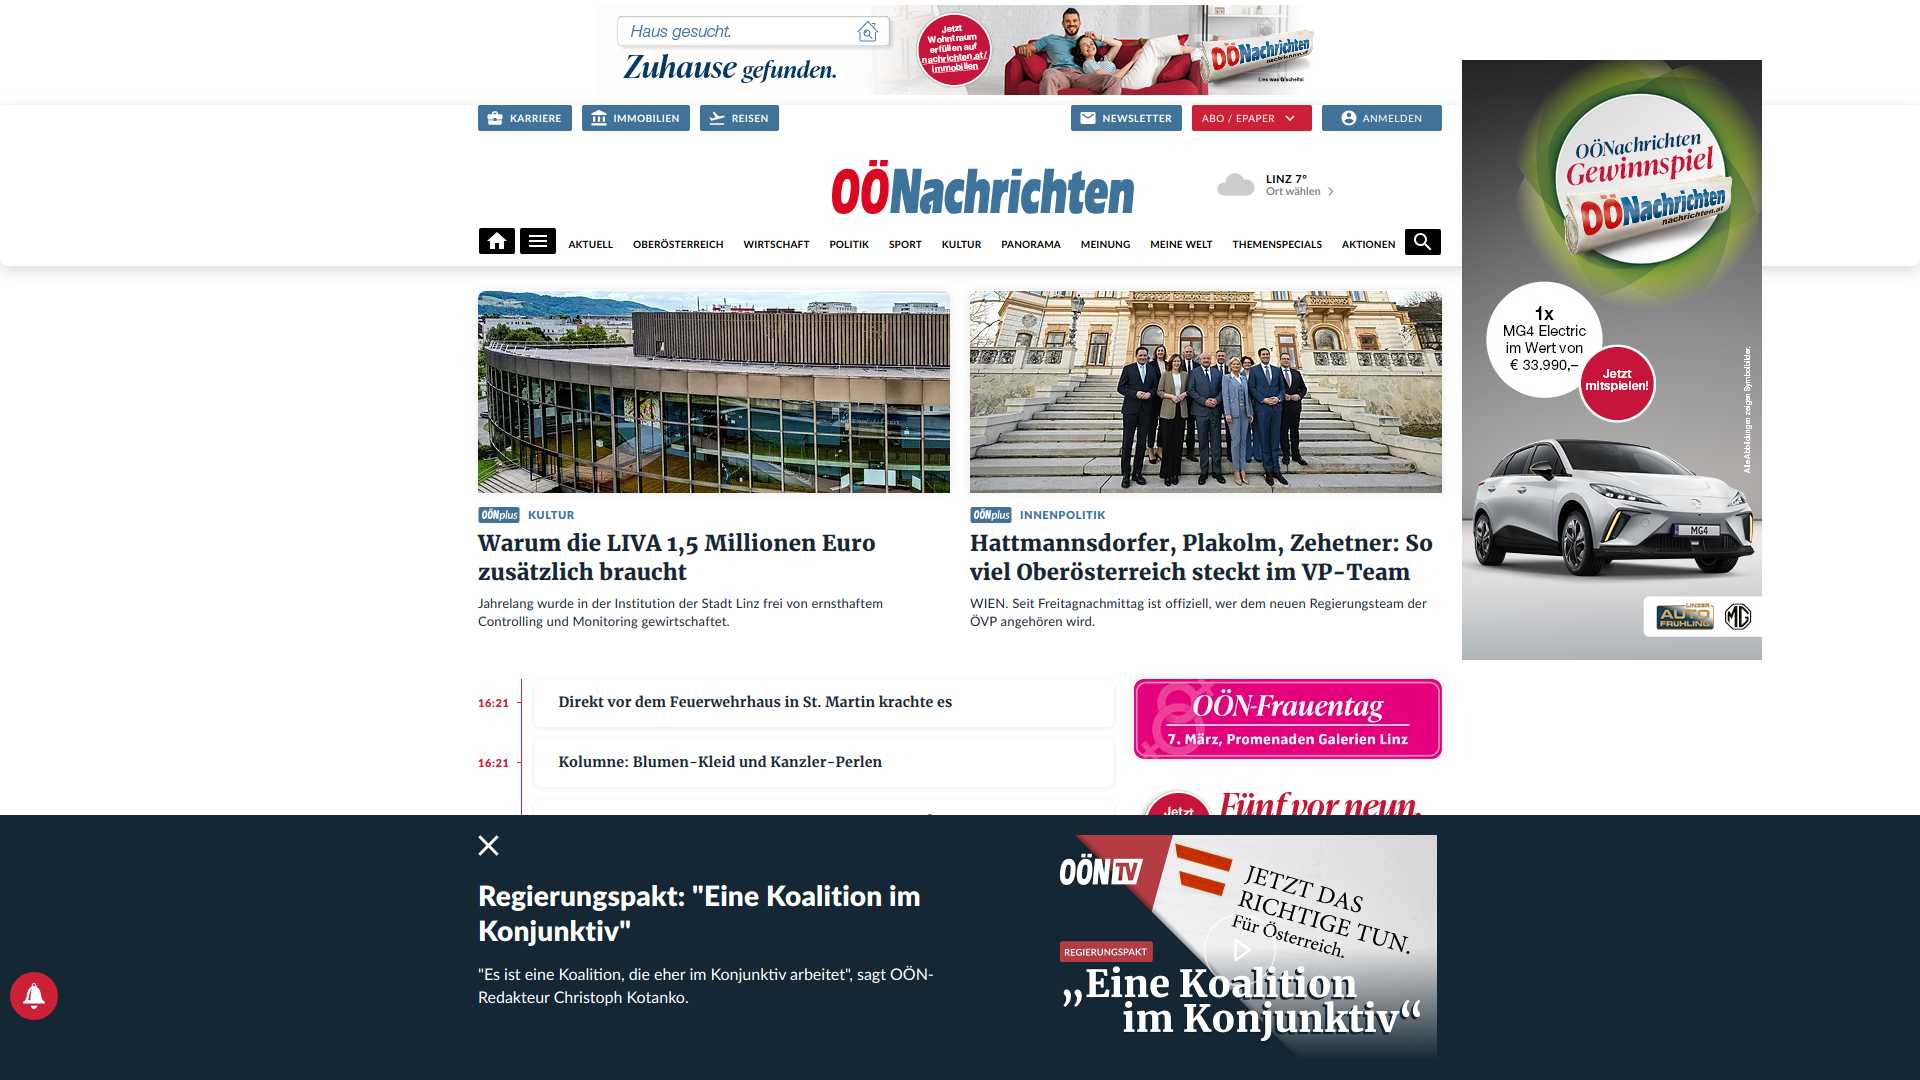 Haus gesucht.
Zuhause gefunden.
Jetzt
Wohntraum
erfüllen auf
nachrichten.at/
immobilien
OÖNachrichten
nachrichten.at
KARRIERE
IMMOBILIEN
REISEN
NEWSLETTER
ABO / EPAPER
ANMELDEN
OÖNachrichten
LINZ 7°
Ort wählen
AKTUELL
OBERÖSTERREICH
WIRTSCHAFT
POLITIK
SPORT
KULTUR
PANORAMA
MEINUNG
MEINE WELT
THEMENSPECIALS
AKTIONEN
OÖNachrichten
Gewinnspiel
OÖNachrichten
nachrichten.at
1x
MG4 Electric
im Wert von
€ 33.990,–
Jetzt
mitspielen!
Alle Abbildungen zeigen Symbolbilder.
MG4
LINZER
AUTO
FRÜHLING
MG
OÖNplus KULTUR
Warum die LIVA 1,5 Millionen Euro
zusätzlich braucht
Jahrelang wurde in der Institution der Stadt Linz frei von ernsthaftem
Controlling und Monitoring gewirtschaftet.
OÖNplus INNENPOLITIK
Hattmannsdorfer, Plakolm, Zehetner: So
viel Oberösterreich steckt im VP-Team
WIEN. Seit Freitagnachmittag ist offiziell, wer dem neuen Regierungsteam der
ÖVP angehören wird.
16:21 Direkt vor dem Feuerwehrhaus in St. Martin krachte es
16:21 Kolumne: Blumen-Kleid und Kanzler-Perlen
OÖN-Frauentag
7. März, Promenaden Galerien Linz
Jetzt
Fünf vor neun.
Regierungspakt: "Eine Koalition im
Konjunktiv"
"Es ist eine Koalition, die eher im Konjunktiv arbeitet", sagt OÖN-
Redakteur Christoph Kotanko.
OÖN TV
JETZT DAS
RICHTIGE TUN.
Für Österreich.
REGIERUNGSPAKT
„Eine Koalition
im Konjunktiv“